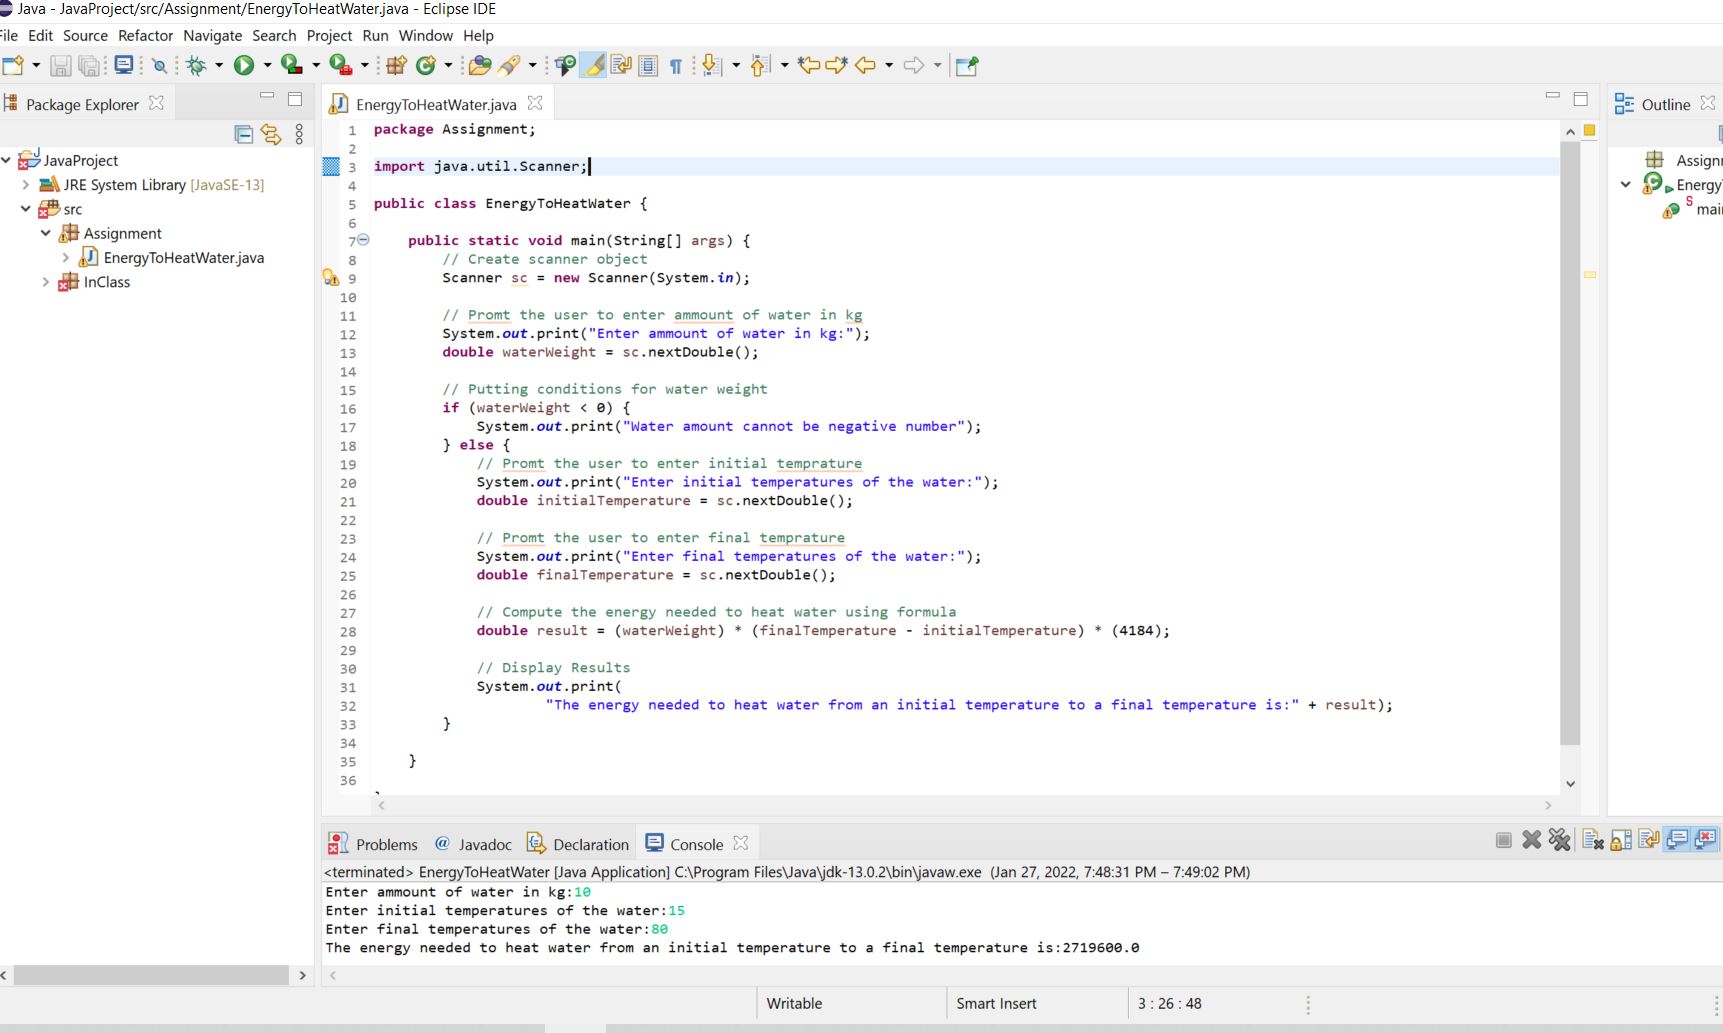 Java - JavaProject/src/Assignment/EnergyToHeatWater.java - Eclipse IDE
File Edit Source Refactor Navigate Search Project Run Window Help
Package Explorer
JavaProject
JRE System Library [JavaSE-13]
src
Assignment
EnergyToHeatWater.java
InClass
EnergyToHeatWater.java
1 package Assignment;
2
3 import java.util.Scanner;
4
5 public class EnergyToHeatWater {
6
7 public static void main(String[] args) {
8 // Create scanner object
9 Scanner sc = new Scanner(System.in);
10
11 // Promt the user to enter ammount of water in kg
12 System.out.print("Enter ammount of water in kg:");
13 double waterWeight = sc.nextDouble();
14
15 // Putting conditions for water weight
16 if (waterWeight < 0) {
17 System.out.print("Water amount cannot be negative number");
18 } else {
19 // Promt the user to enter initial temprature
20 System.out.print("Enter initial temperatures of the water:");
21 double initialTemperature = sc.nextDouble();
22
23 // Promt the user to enter final temprature
24 System.out.print("Enter final temperatures of the water:");
25 double finalTemperature = sc.nextDouble();
26
27 // Compute the energy needed to heat water using formula
28 double result = (waterWeight) * (finalTemperature - initialTemperature) * (4184);
29
30 // Display Results
31 System.out.print(
32 "The energy needed to heat water from an initial temperature to a final temperature is:" + result);
33 }
34
35 }
36
Outline
Assign
Energy
S mai
Problems @ Javadoc Declaration Console
<terminated> EnergyToHeatWater [Java Application] C:\Program Files\Java\jdk-13.0.2\bin\javaw.exe (Jan 27, 2022, 7:48:31 PM – 7:49:02 PM)
Enter ammount of water in kg:10
Enter initial temperatures of the water:15
Enter final temperatures of the water:80
The energy needed to heat water from an initial temperature to a final temperature is:2719600.0
Writable
Smart Insert
3 : 26 : 48